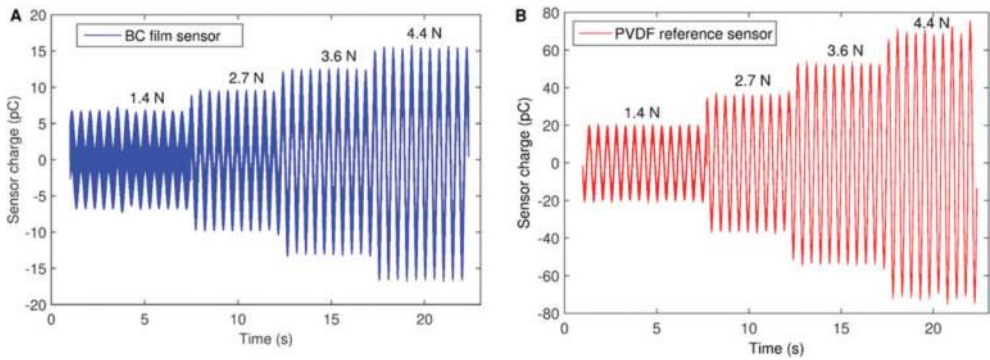 A
BC film sensor
20
15
10
5
0
-5
-10
-15
-20
Sensor charge (pC)
1.4 N
2.7 N
3.6 N
4.4 N
0
5
10
15
20
Time (s)
B
PVDF reference sensor
80
60
40
20
0
-20
-40
-60
-80
Sensor charge (pC)
1.4 N
2.7 N
3.6 N
4.4 N
0
5
10
15
20
Time (s)